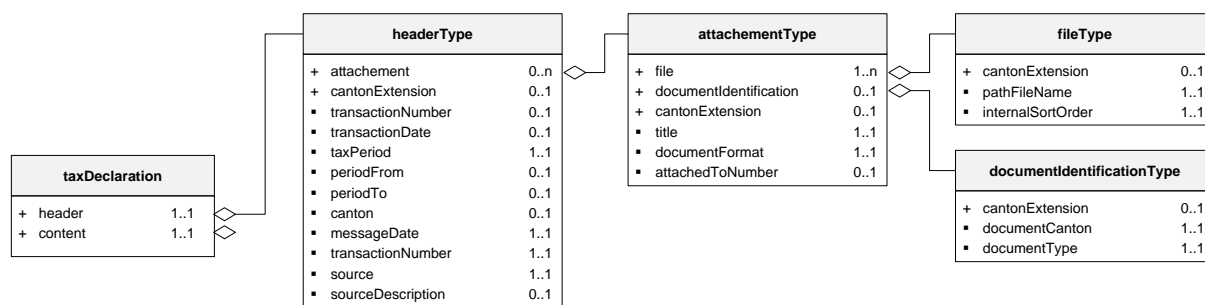 taxDeclaration
+ header 1..1
+ content 1..1
headerType
+ attachement 0..n
+ cantonExtension 0..1
▪ transactionNumber 0..1
▪ transactionDate 0..1
▪ taxPeriod 1..1
▪ periodFrom 0..1
▪ periodTo 0..1
▪ canton 0..1
▪ messageDate 1..1
▪ transactionNumber 1..1
▪ source 1..1
▪ sourceDescription 0..1
attachementType
+ file 1..n
+ documentIdentification 0..1
+ cantonExtension 0..1
▪ title 1..1
▪ documentFormat 1..1
▪ attachedToNumber 0..1
fileType
+ cantonExtension 0..1
▪ pathFileName 1..1
▪ internalSortOrder 1..1
documentIdentificationType
+ cantonExtension 0..1
▪ documentCanton 1..1
▪ documentType 1..1